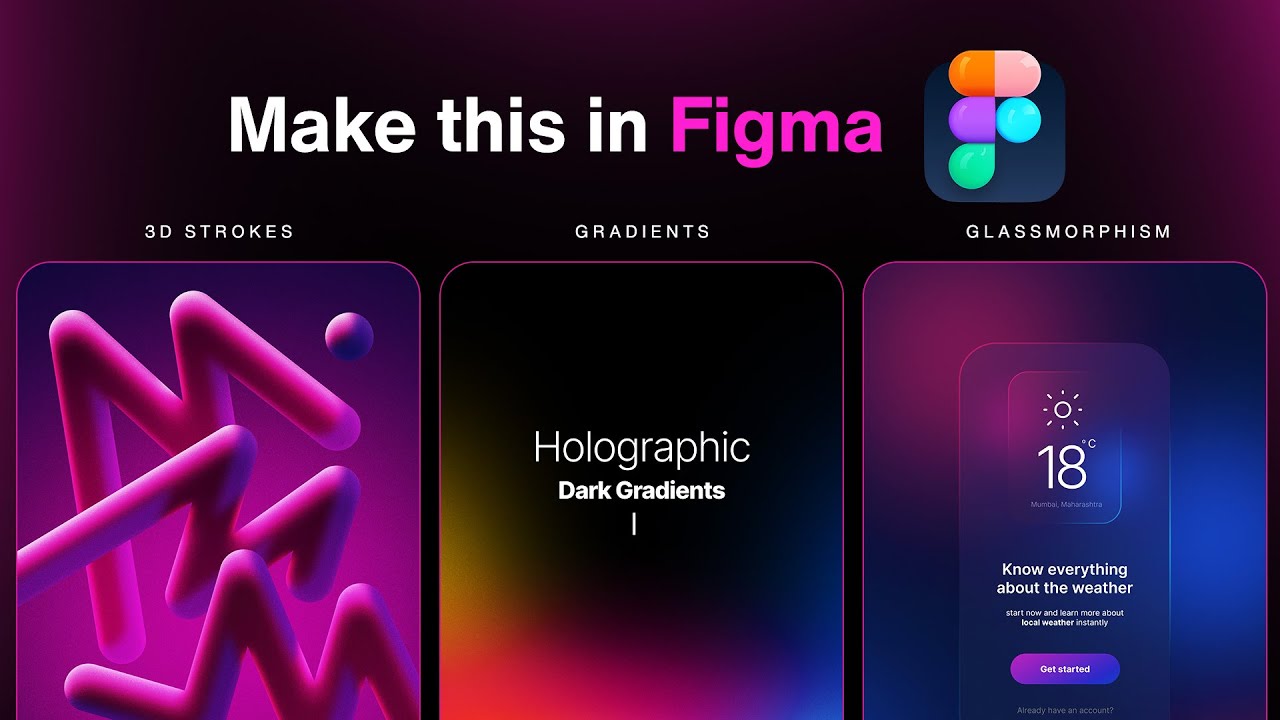 Make this in Figma
3D STROKES
GRADIENTS
GLASSMORPHISM
Holographic
Dark Gradients
18°C
Mumbai, Maharashtra
Know everything
about the weather
start now and learn more about
local weather instantly
Get started
Already have an account?